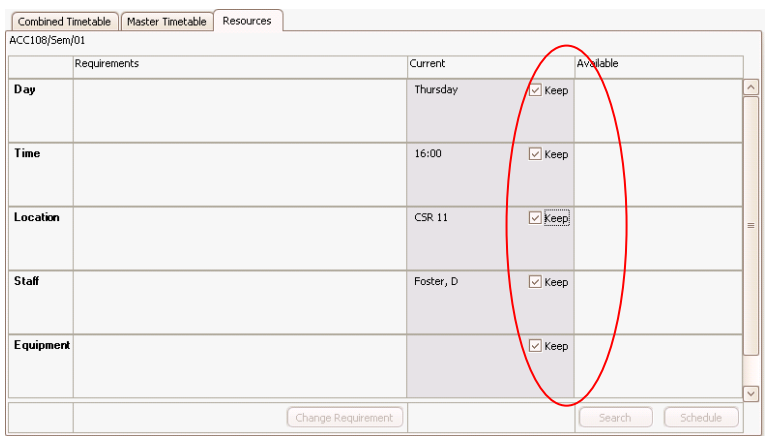 Combined Timetable Master Timetable Resources
ACC108/Sem/01
Requirements Current Available
Day Thursday Keep
Time 16:00 Keep
Location CSR 11 Keep
Staff Foster, D Keep
Equipment Keep
Change Requirement Search Schedule